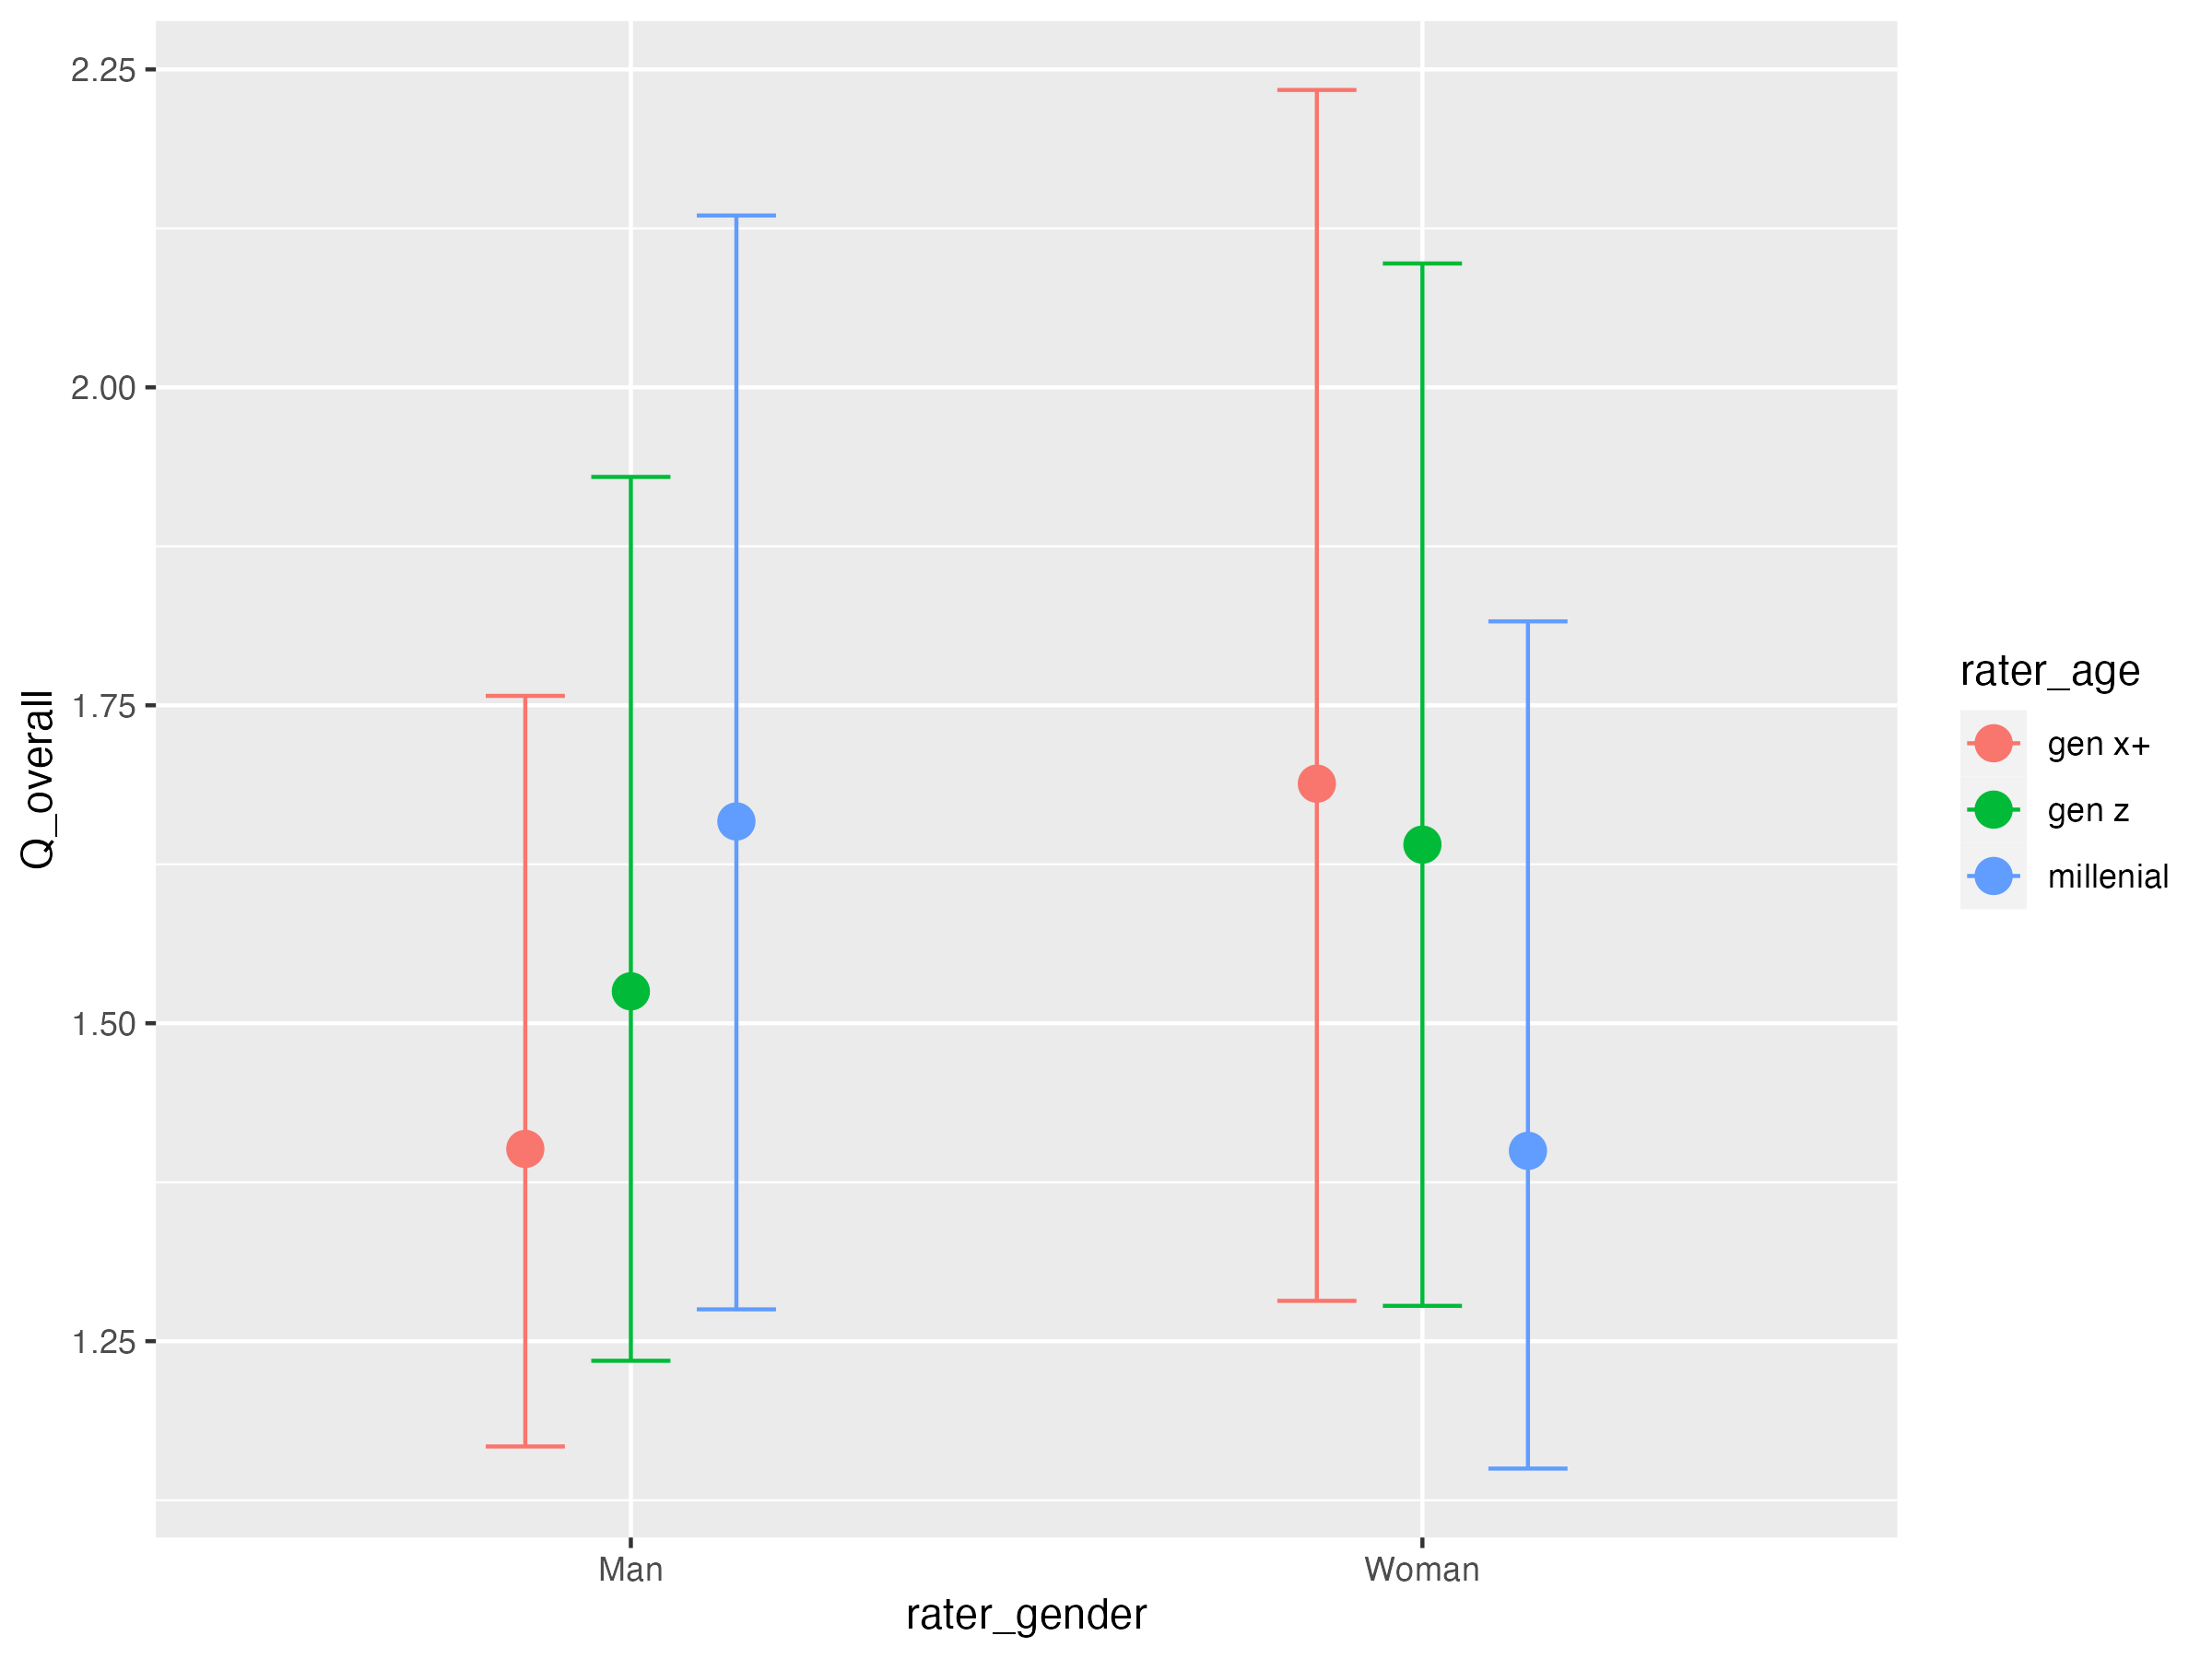 2.25
2.00
1.75
1.50
1.25
Q_overall
Man
Woman
rater_gender
rater_age
gen x+
gen z
millenial